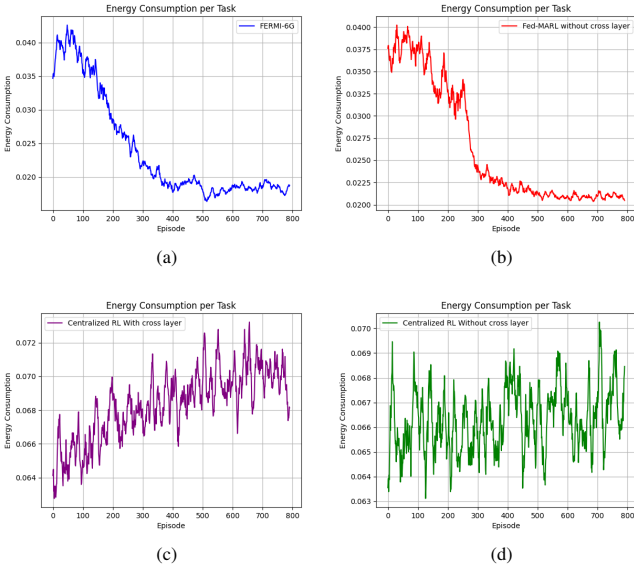 Energy Consumption per Task
FERMI-6G
0.040
0.035
0.030
0.025
0.020
Energy Consumption
0 100 200 300 400 500 600 700 800
Episode
(a)
Energy Consumption per Task
Fed-MARL without cross layer
0.0400
0.0375
0.0350
0.0325
0.0300
0.0275
0.0250
0.0225
0.0200
Energy Consumption
0 100 200 300 400 500 600 700 800
Episode
(b)
Energy Consumption per Task
Centralized RL With cross layer
0.072
0.070
0.068
0.066
0.064
Energy Consumption
0 100 200 300 400 500 600 700 800
Episode
(c)
Energy Consumption per Task
Centralized RL Without cross layer
0.070
0.069
0.068
0.067
0.066
0.065
0.064
0.063
Energy Consumption
0 100 200 300 400 500 600 700 800
Episode
(d)